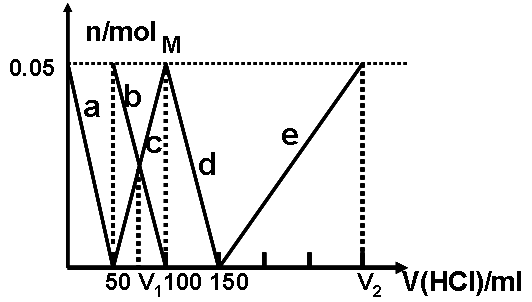 n/mol M
0.05
a b c d e
50 V₁ 100 150 V₂ V(HCl)/ml